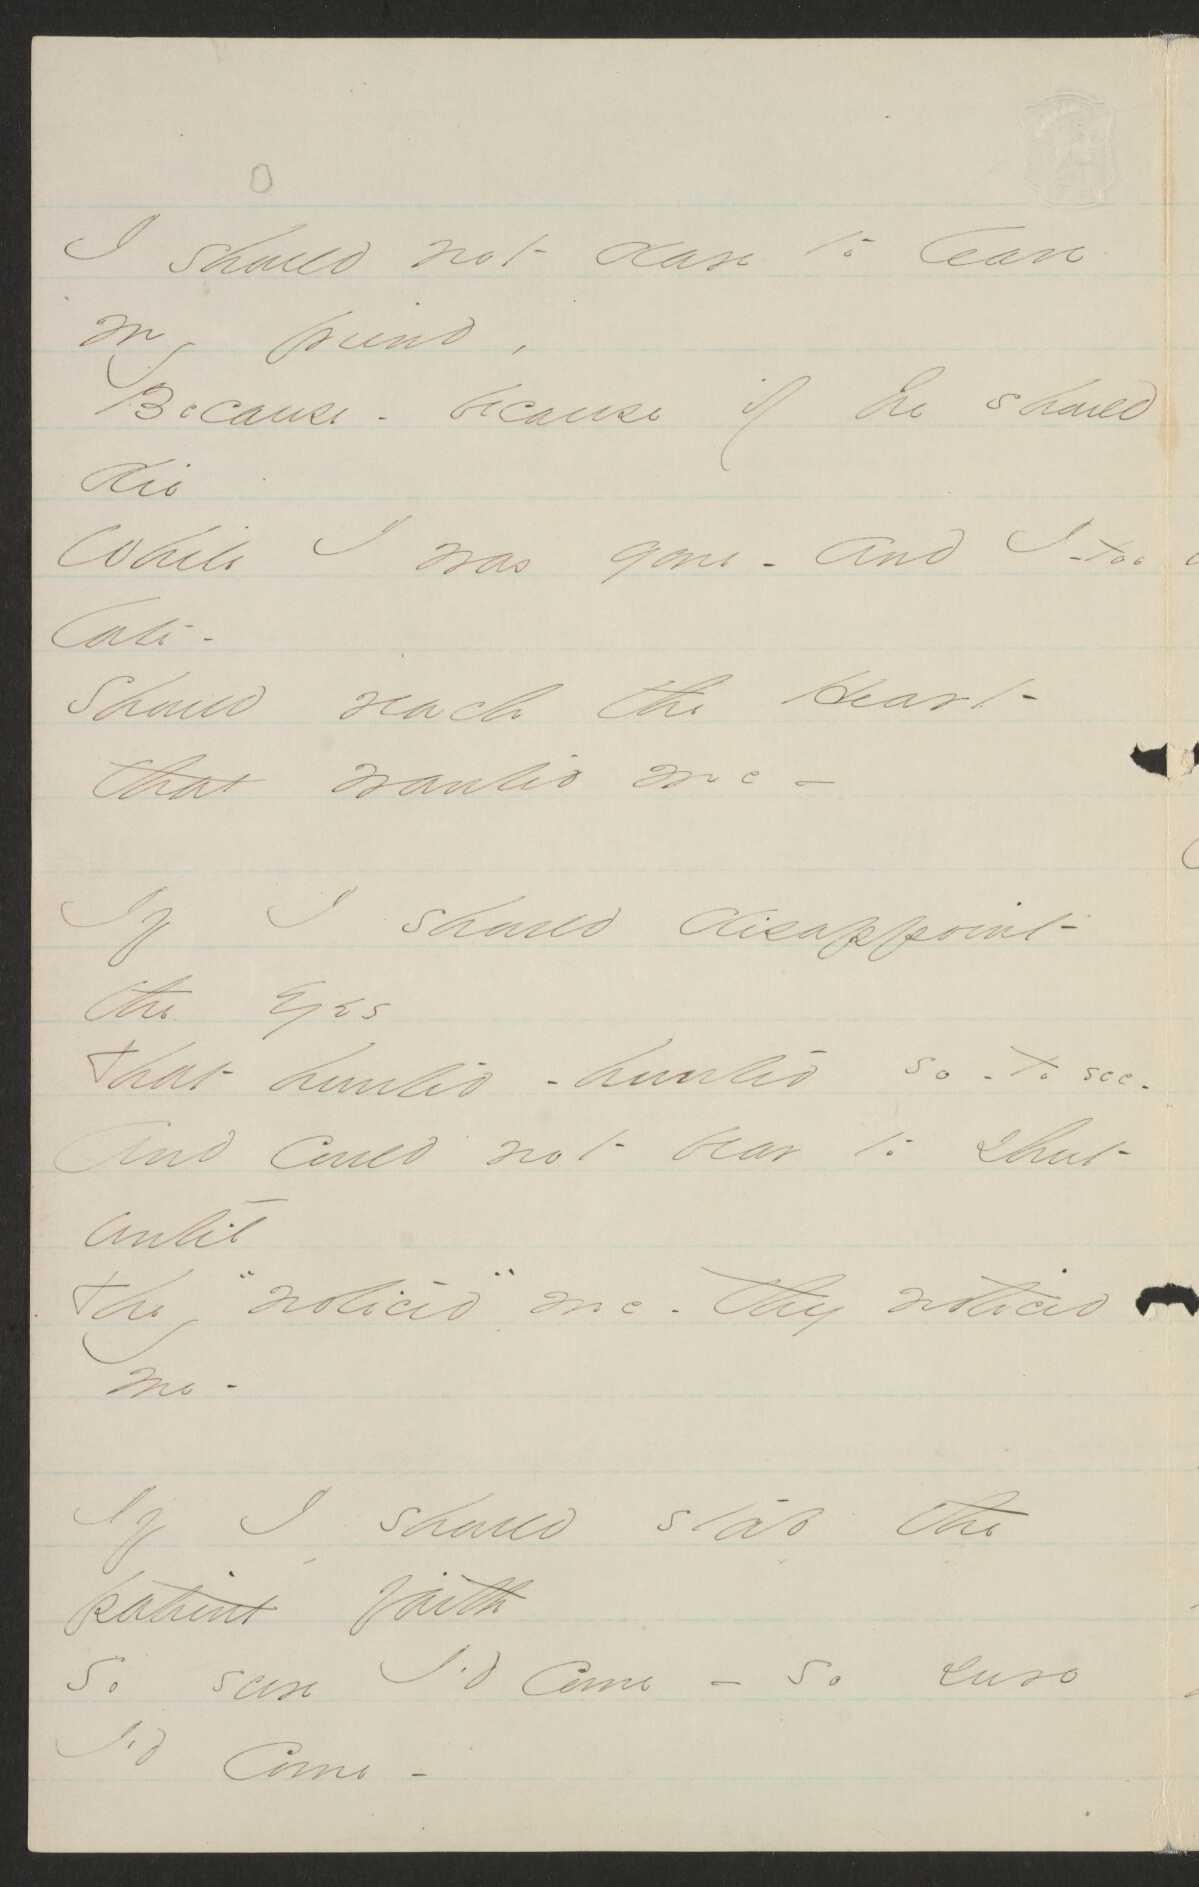 I should not dare to leave
my friend,
Because - because if he should
die
While I was gone - and I - too
late -
Should reach the Heart
that wanted me -
If I should disappoint
the Eyes
that hunted - hunted so - to see -
And could not bear to shut
until
they "noticed" me - they noticed
me -
If I should stab the
patient faith
So sure I'd come - so sure
I'd come -